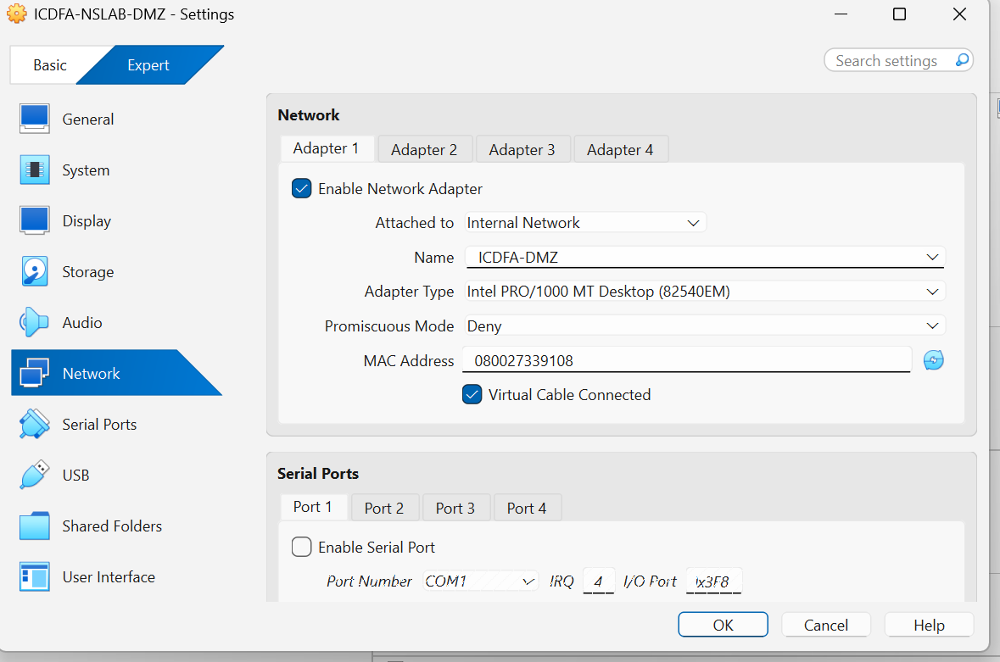 ICDFA-NSLAB-DMZ - Settings
Basic
Expert
Search settings
General
System
Display
Storage
Audio
Network
Serial Ports
USB
Shared Folders
User Interface
Network
Adapter 1 Adapter 2 Adapter 3 Adapter 4
Enable Network Adapter
Attached to Internal Network
Name ICDFA-DMZ
Adapter Type Intel PRO/1000 MT Desktop (82540EM)
Promiscuous Mode Deny
MAC Address 080027339108
Virtual Cable Connected
Serial Ports
Port 1 Port 2 Port 3 Port 4
Enable Serial Port
Port Number COM1 IRQ 4 I/O Port 0x3F8
OK Cancel Help